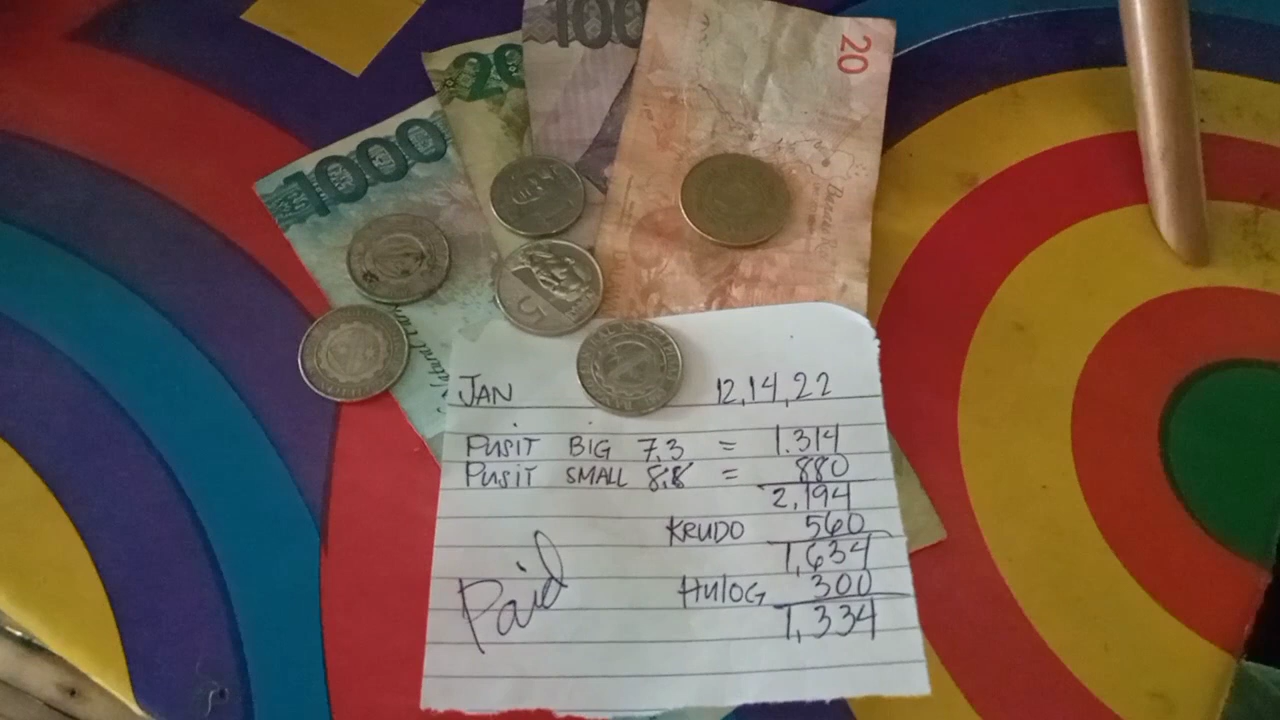 1000
20
100
20
5
JAN 12, 14, 22
PUSIT BIG 7.3 = 1.314
PUSIT SMALL 8.8 = 880
2,194
KRUDO 560
1,634
HULOG 300
1,334
Paid